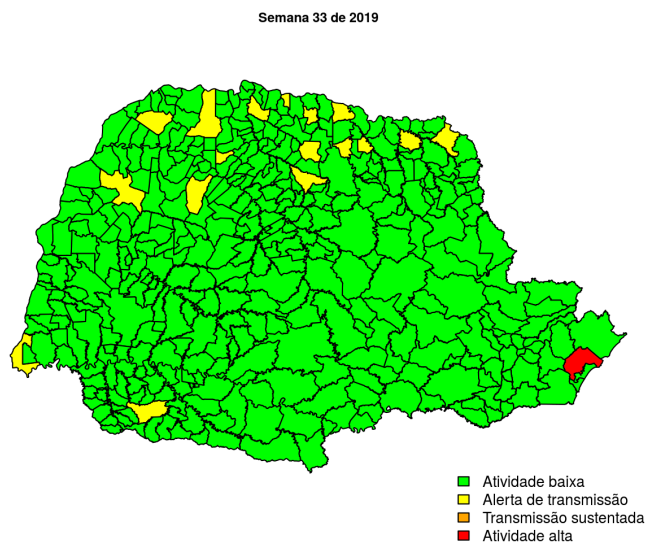 Semana 33 de 2019
Atividade baixa
Alerta de transmissão
Transmissão sustentada
Atividade alta